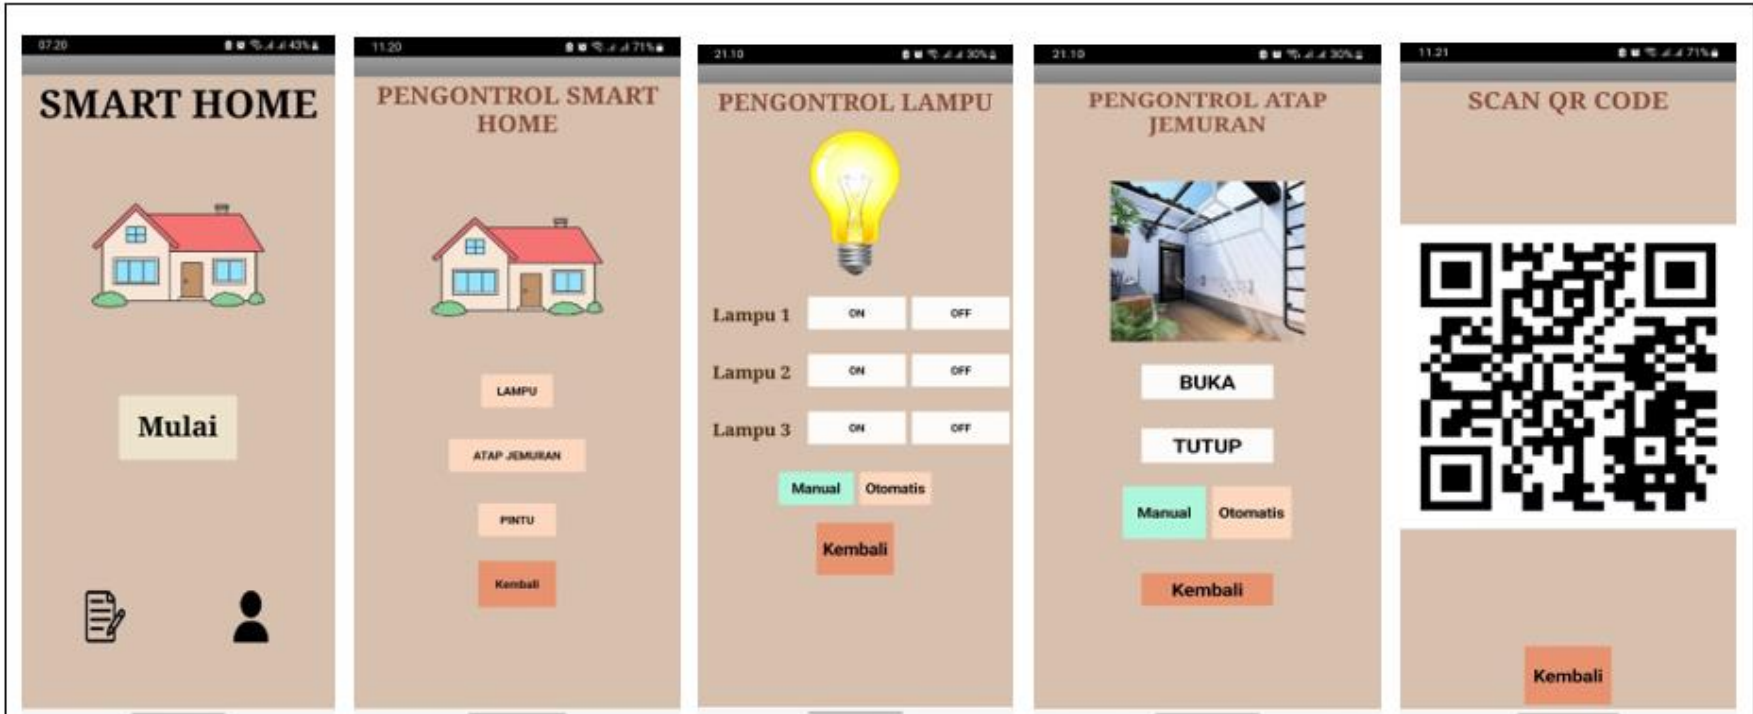 07.20
43%
SMART HOME
Mulai
11.20
71%
PENGONTROL SMART
HOME
LAMPU
ATAP JEMURAN
PINTU
Kembali
21.10
30%
PENGONTROL LAMPU
Lampu 1 ON OFF
Lampu 2 ON OFF
Lampu 3 ON OFF
Manual Otomatis
Kembali
21.10
30%
PENGONTROL ATAP
JEMURAN
BUKA
TUTUP
Manual Otomatis
Kembali
11.21
71%
SCAN QR CODE
Kembali